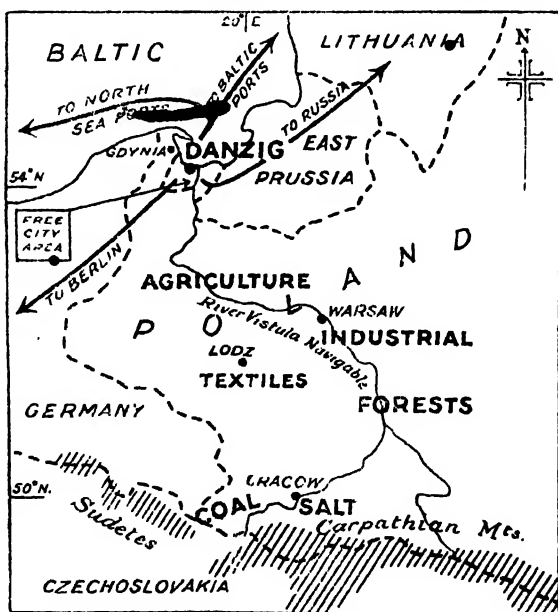 20° E
BALTIC
LITHUANIA
N
TO BALTIC
PORTS
TO NORTH
SEA PORTS
TO RUSSIA
GDYNIA
DANZIG
EAST
PRUSSIA
54° N
FREE
CITY
AREA
TO BERLIN
POLAND
AGRICULTURE
River Vistula Navigable
WARSAW
INDUSTRIAL
LODZ
TEXTILES
FORESTS
GERMANY
50° N.
CRACOW
COAL
SALT
Sudetes
Carpathian Mts.
CZECHOSLOVAKIA